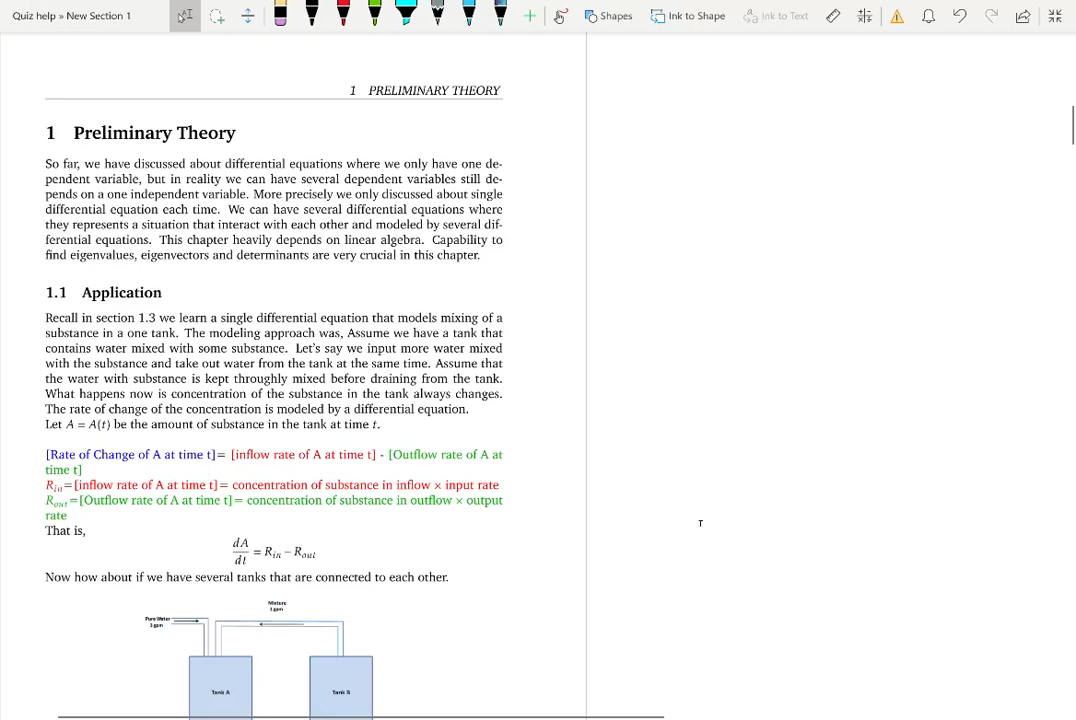 Quiz help » New Section 1
Shapes
Ink to Shape
Ink to Text
1 PRELIMINARY THEORY
1 Preliminary Theory
So far, we have discussed about differential equations where we only have one de-
pendent variable, but in reality we can have several dependent variables still de-
pends on a one independent variable. More precisely we only discussed about single
differential equation each time. We can have several differential equations where
they represents a situation that interact with each other and modeled by several dif-
ferential equations. This chapter heavily depends on linear algebra. Capability to
find eigenvalues, eigenvectors and determinants are very crucial in this chapter.
1.1 Application
Recall in section 1.3 we learn a single differential equation that models mixing of a
substance in a one tank. The modeling approach was, Assume we have a tank that
contains water mixed with some substance. Let's say we input more water mixed
with the substance and take out water from the tank at the same time. Assume that
the water with substance is kept throughly mixed before draining from the tank.
What happens now is concentration of the substance in the tank always changes.
The rate of change of the concentration is modeled by a differential equation.
Let A = A(t) be the amount of substance in the tank at time t.
[Rate of Change of A at time t]= [inflow rate of A at time t] - [Outflow rate of A at
time t]
R_in=[inflow rate of A at time t]= concentration of substance in inflow × input rate
R_out=[Outflow rate of A at time t]= concentration of substance in outflow × output
rate
That is,
dA/dt = R_in − R_out
Now how about if we have several tanks that are connected to each other.
Mixture
1 gpm
Pure Water
3 gpm
Tank A
Tank B